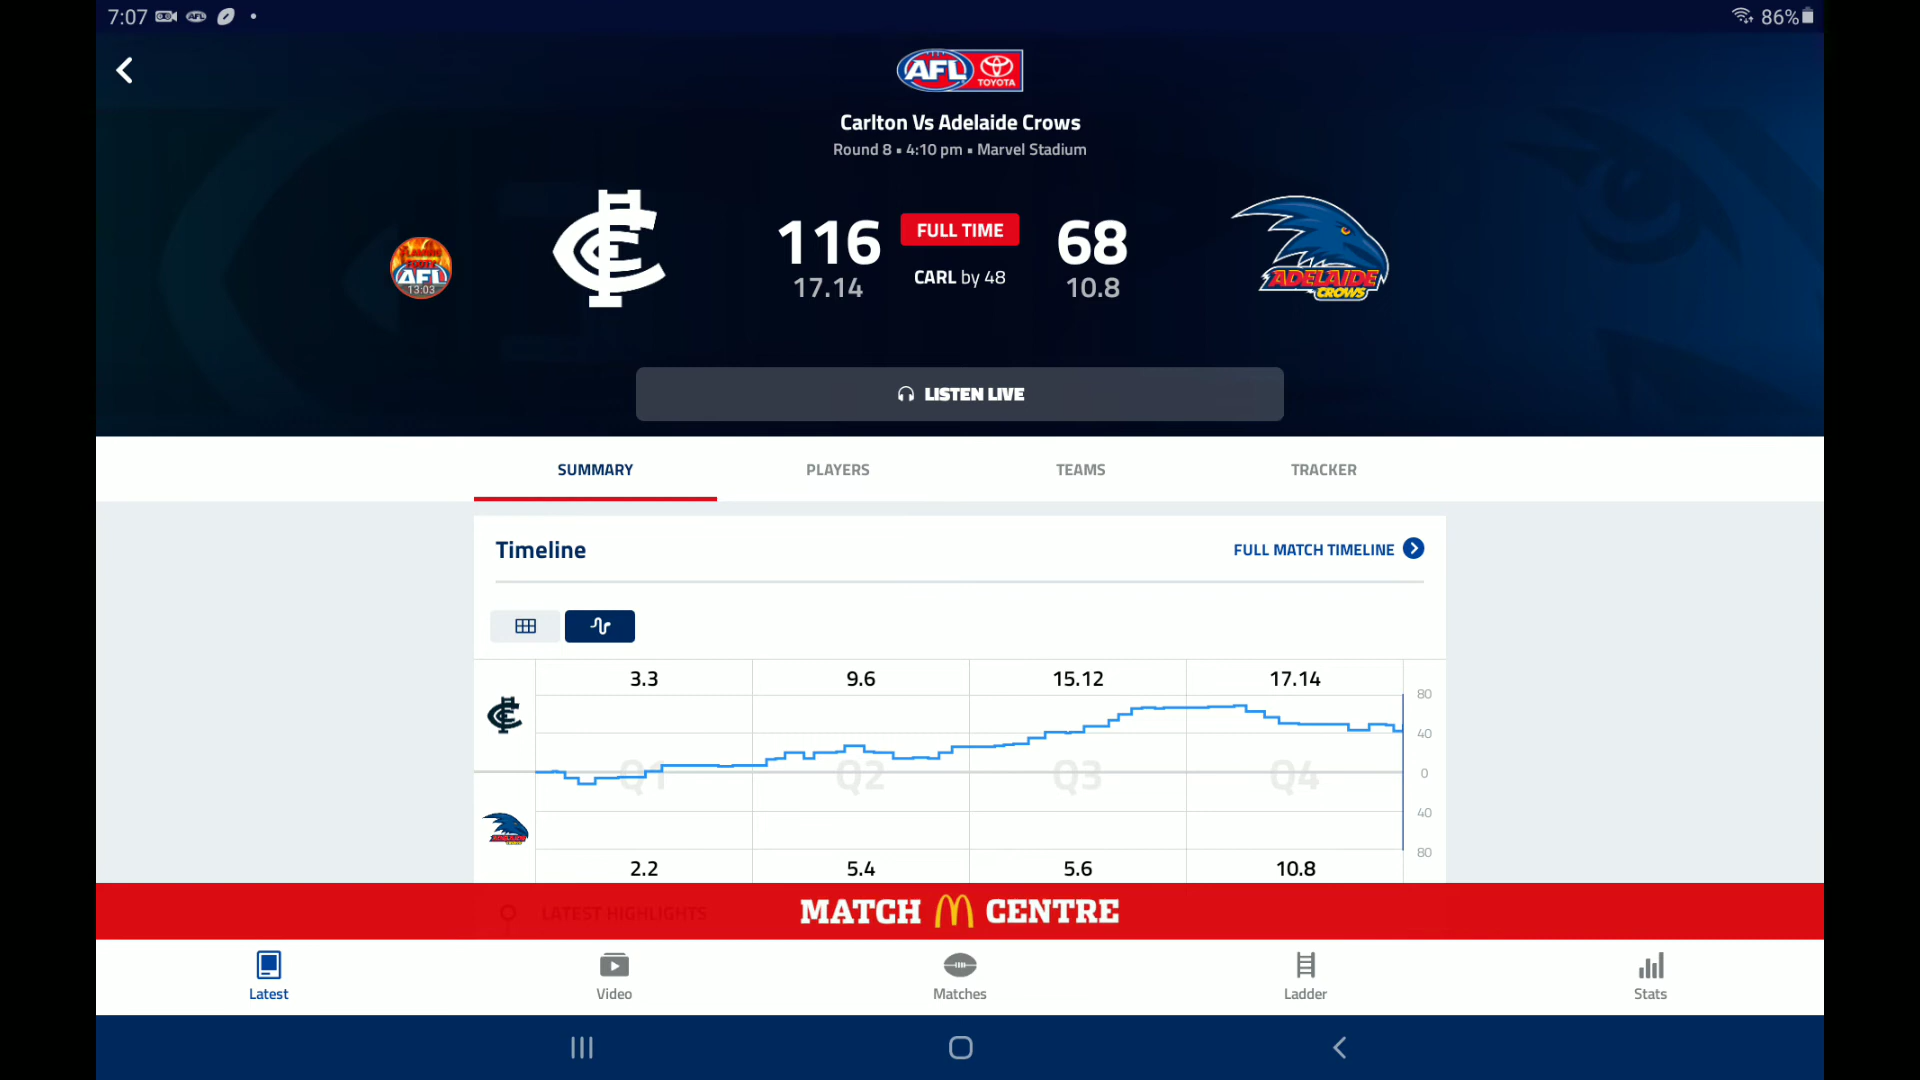 7:07 AFL 86%
AFL TOYOTA
Carlton Vs Adelaide Crows
Round 8 • 4:10 pm • Marvel Stadium
116 FULL TIME 68
17.14 CARL by 48 10.8
AFL
13:03
ADELAIDE
CROWS
LISTEN LIVE
SUMMARY PLAYERS TEAMS TRACKER
Timeline FULL MATCH TIMELINE
3.3 9.6 15.12 17.14
80
40
Q1 Q2 Q3 Q4 0
40
80
2.2 5.4 5.6 10.8
LATEST HIGHLIGHTS
MATCH CENTRE
Latest Video Matches Ladder Stats